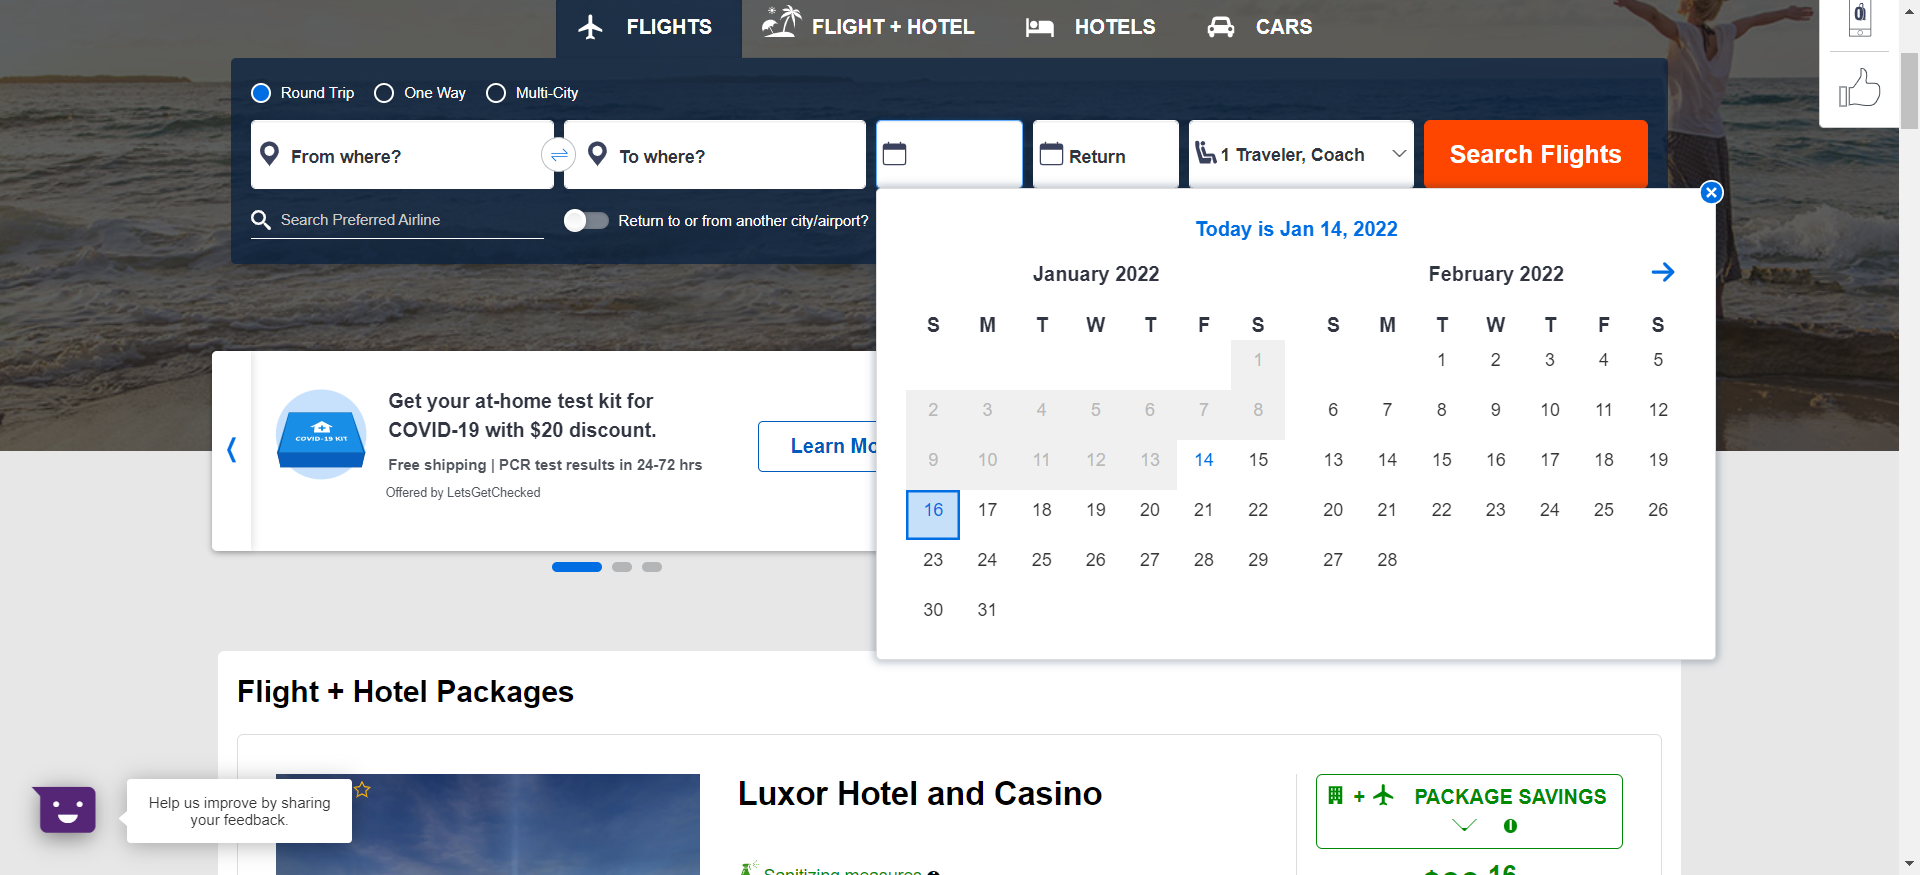 FLIGHTS
FLIGHT + HOTEL
HOTELS
CARS
Round Trip
One Way
Multi-City
From where?
To where?
Return
1 Traveler, Coach
Search Flights
Search Preferred Airline
Return to or from another city/airport?
Today is Jan 14, 2022
January 2022
S M T W T F S
1
2 3 4 5 6 7 8
9 10 11 12 13 14 15
16 17 18 19 20 21 22
23 24 25 26 27 28 29
30 31
February 2022
S M T W T F S
1 2 3 4 5
6 7 8 9 10 11 12
13 14 15 16 17 18 19
20 21 22 23 24 25 26
27 28
COVID-19 KIT
Get your at-home test kit for
COVID-19 with $20 discount.
Free shipping | PCR test results in 24-72 hrs
Offered by LetsGetChecked
Learn Mo
Flight + Hotel Packages
Luxor Hotel and Casino
Sanitizing measures
+ PACKAGE SAVINGS
Help us improve by sharing
your feedback.